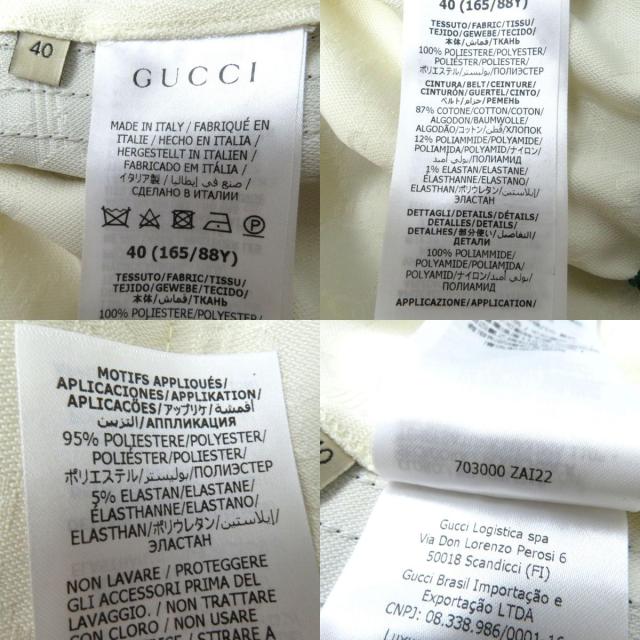 40
GUCCI
MADE IN ITALY / FABRIQUÉ EN
ITALIE / HECHO EN ITALIA /
HERGESTELLT IN ITALIEN /
FABRICADO EM ITÁLIA /
イタリア製 / صنع في ايطاليا /
СДЕЛАНО В ИТАЛИИ
P
40 (165/88Y)
TESSUTO/FABRIC/TISSU/
TEJIDO/GEWEBE/TECIDO/
本体/قماش/ТКАНЬ
100% POLIESTERE/POLYESTER/
40 (165/88Y)
TESSUTO/FABRIC/TISSU/
TEJIDO/GEWEBE/TECIDO/
本体/قماش/ТКАНЬ
100% POLIESTERE/POLYESTER/
POLIÉSTER/POLYESTER/
ポリエステル/بوليستر/ПОЛИЭСТЕР
CINTURA/BELT/CEINTURE/
CINTURÓN/GUERTEL/CINTO/
ベルト/حزام/РЕМЕНЬ
87% COTONE/COTTON/COTON/
ALGODON/BAUMWOLLE/
ALGODÃO/コットン/قطن/ХЛОПОК
12% POLIAMMIDE/POLYAMIDE/
POLYAMID/POLIAMIDA/ナイロン/
بولي أميد/ПОЛИАМИД
1% ELASTAN/ELASTANE/
ÉLASTHANNE/ELASTANO/
ELASTHAN/ポリウレタン/إيلاستين/
ЭЛАСТАН
DETTAGLI/DETAILS/DÉTAILS/
DETALLES/DETAILS/
DETALHES/部分使い/التفاصيل/
ДЕТАЛИ
100% POLIAMMIDE/
POLYAMIDE/POLIAMIDA/
POLYAMID/ナイロン/بولي أميد/
ПОЛИАМИД
APPLICAZIONE/APPLICATION/
MOTIFS APPLIQUÉS/
APLICACIONES/APPLIKATION/
APLICACÕES/アップリケ/أقمشة
التزيين/АППЛИКАЦИЯ
95% POLIESTERE/POLYESTER/
POLIÉSTER/POLYESTER/
ポリエステル/بوليستر/ПОЛИЭСТЕР
5% ELASTAN/ELASTANE/
ÉLASTHANNE/ELASTANO/
ELASTHAN/ポリウレタン/إيلاستين/
ЭЛАСТАН
NON LAVARE / PROTEGGERE
GLI ACCESSORI PRIMA DEL
LAVAGGIO. / NON TRATTARE
CON CLORO / NON USARE
/ STIRARE A
703000 ZAI22
Gucci Logistica spa
Via Don Lorenzo Perosi 6
50018 Scandicci (FI)
Gucci Brasil Importação e
Exportação LTDA
CNPJ: 08.338.986/0001